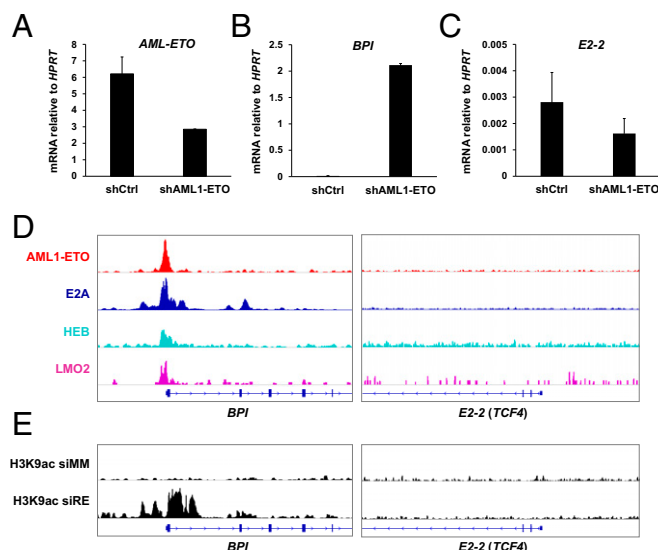 A
AML-ETO
mRNA relative to HPRT
8
7
6
5
4
3
2
1
0
shCtrl
shAML1-ETO
B
BPI
mRNA relative to HPRT
2.5
2
1.5
1
0.5
0
shCtrl
shAML1-ETO
C
E2-2
mRNA relative to HPRT
0.005
0.004
0.003
0.002
0.001
0.000
shCtrl
shAML1-ETO
D
AML1-ETO
E2A
HEB
LMO2
BPI
E2-2 (TCF4)
E
H3K9ac siMM
H3K9ac siRE
BPI
E2-2 (TCF4)